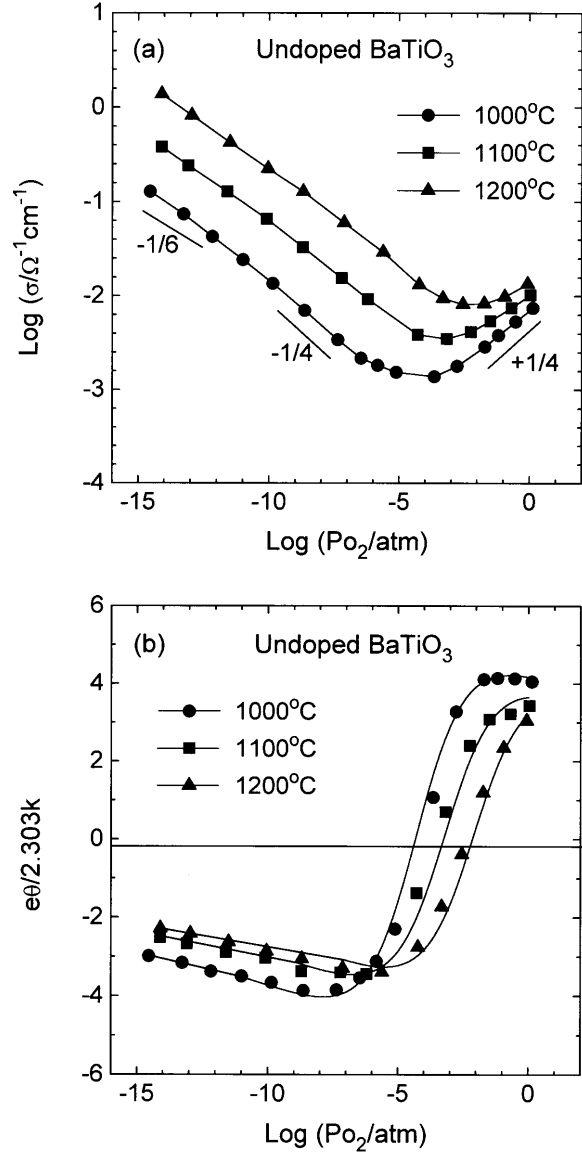 (a) Undoped BaTiO₃
1000°C
1100°C
1200°C
-1/6
-1/4
+1/4
1
0
-1
-2
-3
-4
Log (σ/Ω⁻¹cm⁻¹)
-15 -10 -5 0
Log (Po₂/atm)
(b) Undoped BaTiO₃
1000°C
1100°C
1200°C
6
4
2
0
-2
-4
-6
eθ/2.303k
-15 -10 -5 0
Log (Po₂/atm)